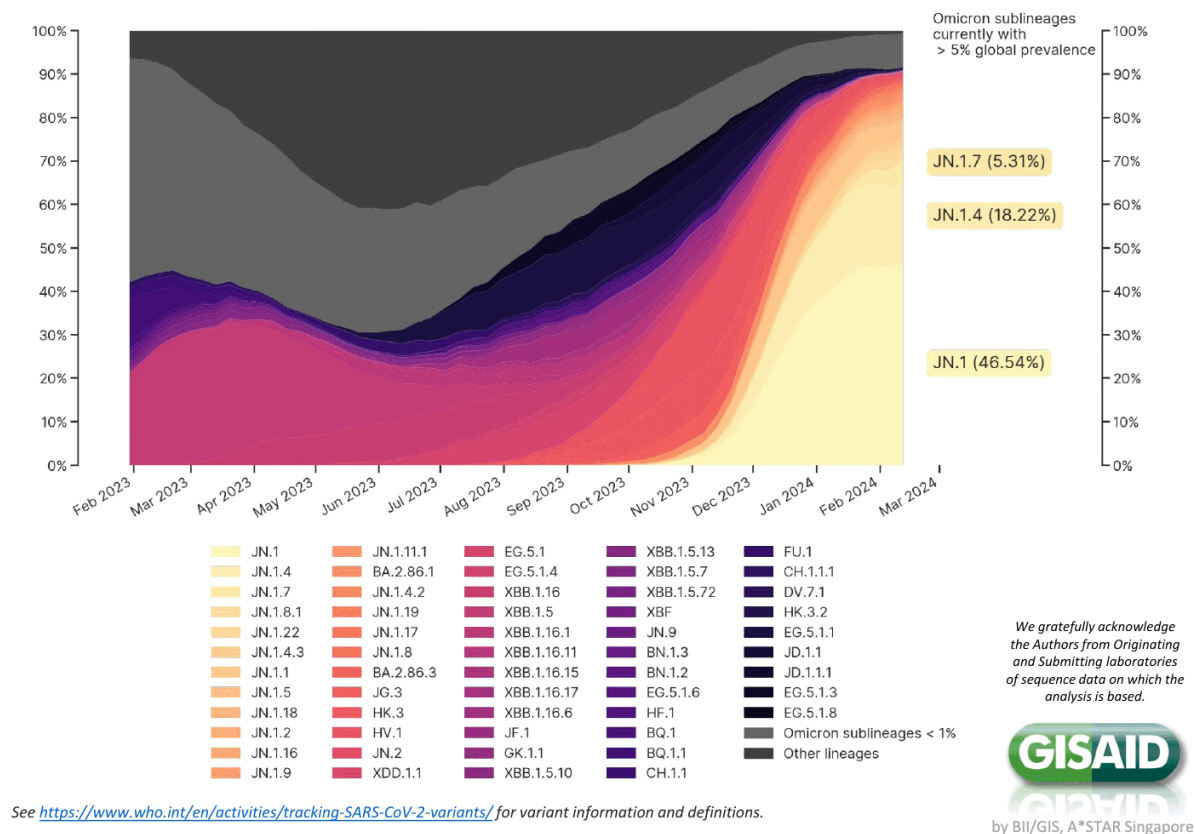 Omicron sublineages
currently with
> 5% global prevalence
100%
90%
80%
70%
60%
50%
40%
30%
20%
10%
0%
100%
90%
80%
70%
60%
50%
40%
30%
20%
10%
0%
JN.1.7 (5.31%)
JN.1.4 (18.22%)
JN.1 (46.54%)
Feb 2023
Mar 2023
Apr 2023
May 2023
Jun 2023
Jul 2023
Aug 2023
Sep 2023
Oct 2023
Nov 2023
Dec 2023
Jan 2024
Feb 2024
Mar 2024
JN.1
JN.1.4
JN.1.7
JN.1.8.1
JN.1.22
JN.1.4.3
JN.1.1
JN.1.5
JN.1.18
JN.1.2
JN.1.16
JN.1.9
JN.1.11.1
BA.2.86.1
JN.1.4.2
JN.1.19
JN.1.17
JN.1.8
BA.2.86.3
JG.3
HK.3
HV.1
JN.2
XDD.1.1
EG.5.1
EG.5.1.4
XBB.1.16
XBB.1.5
XBB.1.16.1
XBB.1.16.11
XBB.1.16.15
XBB.1.16.17
XBB.1.16.6
JF.1
GK.1.1
XBB.1.5.10
XBB.1.5.13
XBB.1.5.7
XBB.1.5.72
XBF
JN.9
BN.1.3
BN.1.2
EG.5.1.6
HF.1
BQ.1
BQ.1.1
CH.1.1
FU.1
CH.1.1.1
DV.7.1
HK.3.2
EG.5.1.1
JD.1.1
JD.1.1.1
EG.5.1.3
EG.5.1.8
Omicron sublineages < 1%
Other lineages
We gratefully acknowledge
the Authors from Originating
and Submitting laboratories
of sequence data on which the
analysis is based.
GISAID
See https://www.who.int/en/activities/tracking-SARS-CoV-2-variants/ for variant information and definitions.
by BII/GIS, A*STAR Singapore